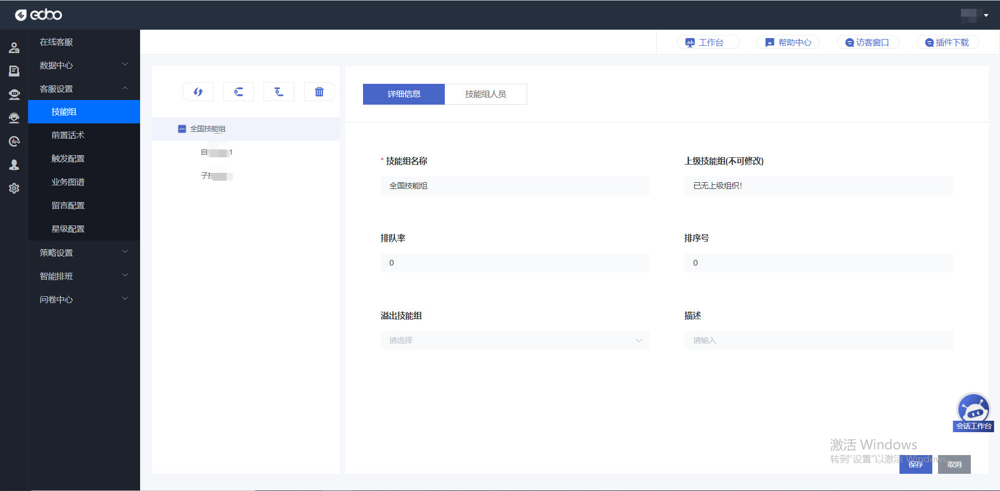 edbo
工作台
帮助中心
访客窗口
插件下载
在线客服
数据中心
客服设置
技能组
前置话术
触发配置
业务图谱
留言配置
星级配置
策略设置
智能排班
问卷中心
全国技能组
自 1
子技
详细信息
技能组人员
* 技能组名称
全国技能组
上级技能组(不可修改)
已无上级组织!
排队率
0
排序号
0
溢出技能组
请选择
描述
请输入
会话工作台
激活 Windows
转到“设置”以激活 Windows。
保存
取消